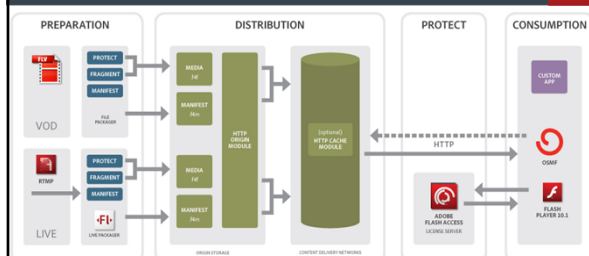 PREPARATION
DISTRIBUTION
PROTECT
CONSUMPTION
FLV
VOD
PROTECT
FRAGMENT
MANIFEST
FILE
PACKAGER
MEDIA
MANIFEST
.f4m
HTTP
ORIGIN
MODULE
[optional]
HTTP CACHE
MODULE
CUSTOM
APP
HTTP
OSMF
RTMP
LIVE
PROTECT
FRAGMENT
MANIFEST
LIVE PACKAGER
MEDIA
MANIFEST
.f4m
ADOBE
FLASH ACCESS
LICENSE SERVER
FLASH
PLAYER 10.1
ORIGIN STORAGE
CONTENT DELIVERY NETWORKS